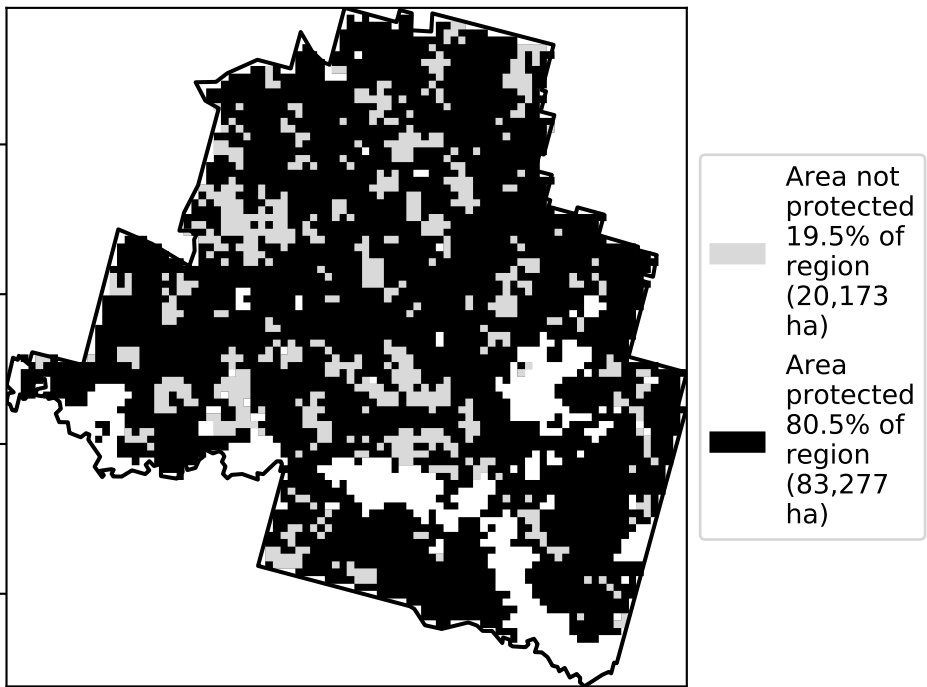 Area not
protected
19.5% of
region
(20,173
ha)
Area
protected
80.5% of
region
(83,277
ha)